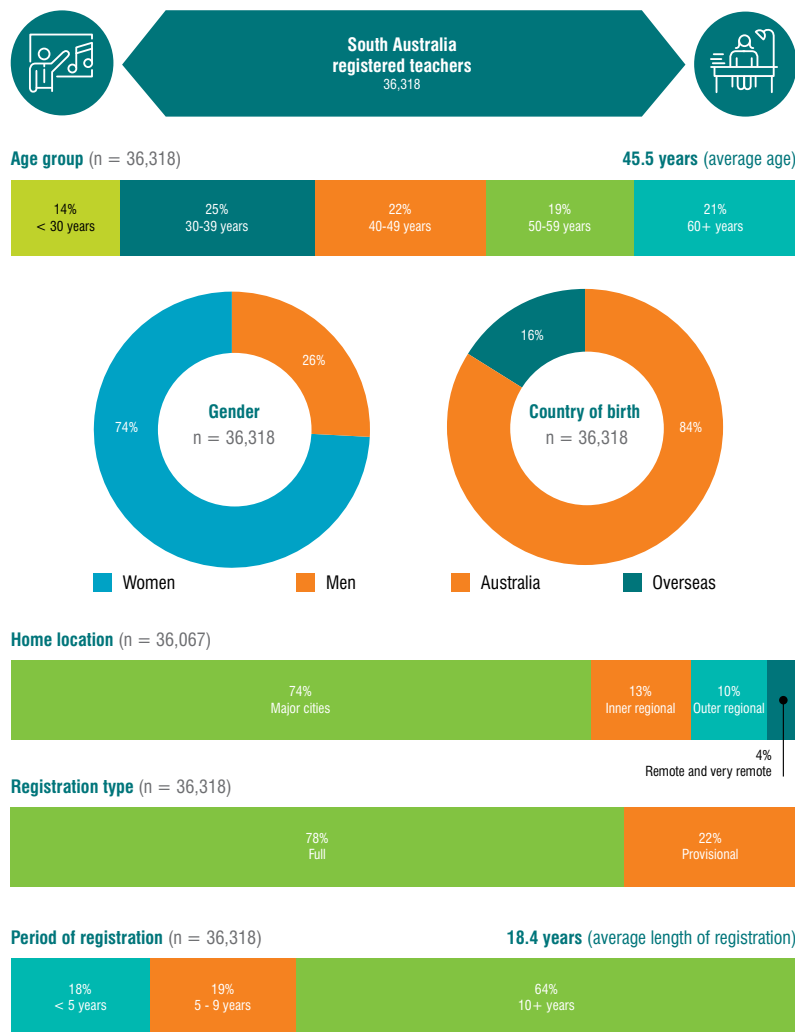 South Australia
registered teachers
36,318
Age group (n = 36,318)
45.5 years (average age)
14%
< 30 years
25%
30-39 years
22%
40-49 years
19%
50-59 years
21%
60+ years
26%
74%
Gender
n = 36,318
Women
Men
16%
84%
Country of birth
n = 36,318
Australia
Overseas
Home location (n = 36,067)
74%
Major cities
13%
Inner regional
10%
Outer regional
4%
Remote and very remote
Registration type (n = 36,318)
78%
Full
22%
Provisional
Period of registration (n = 36,318)
18.4 years (average length of registration)
18%
< 5 years
19%
5 - 9 years
64%
10+ years